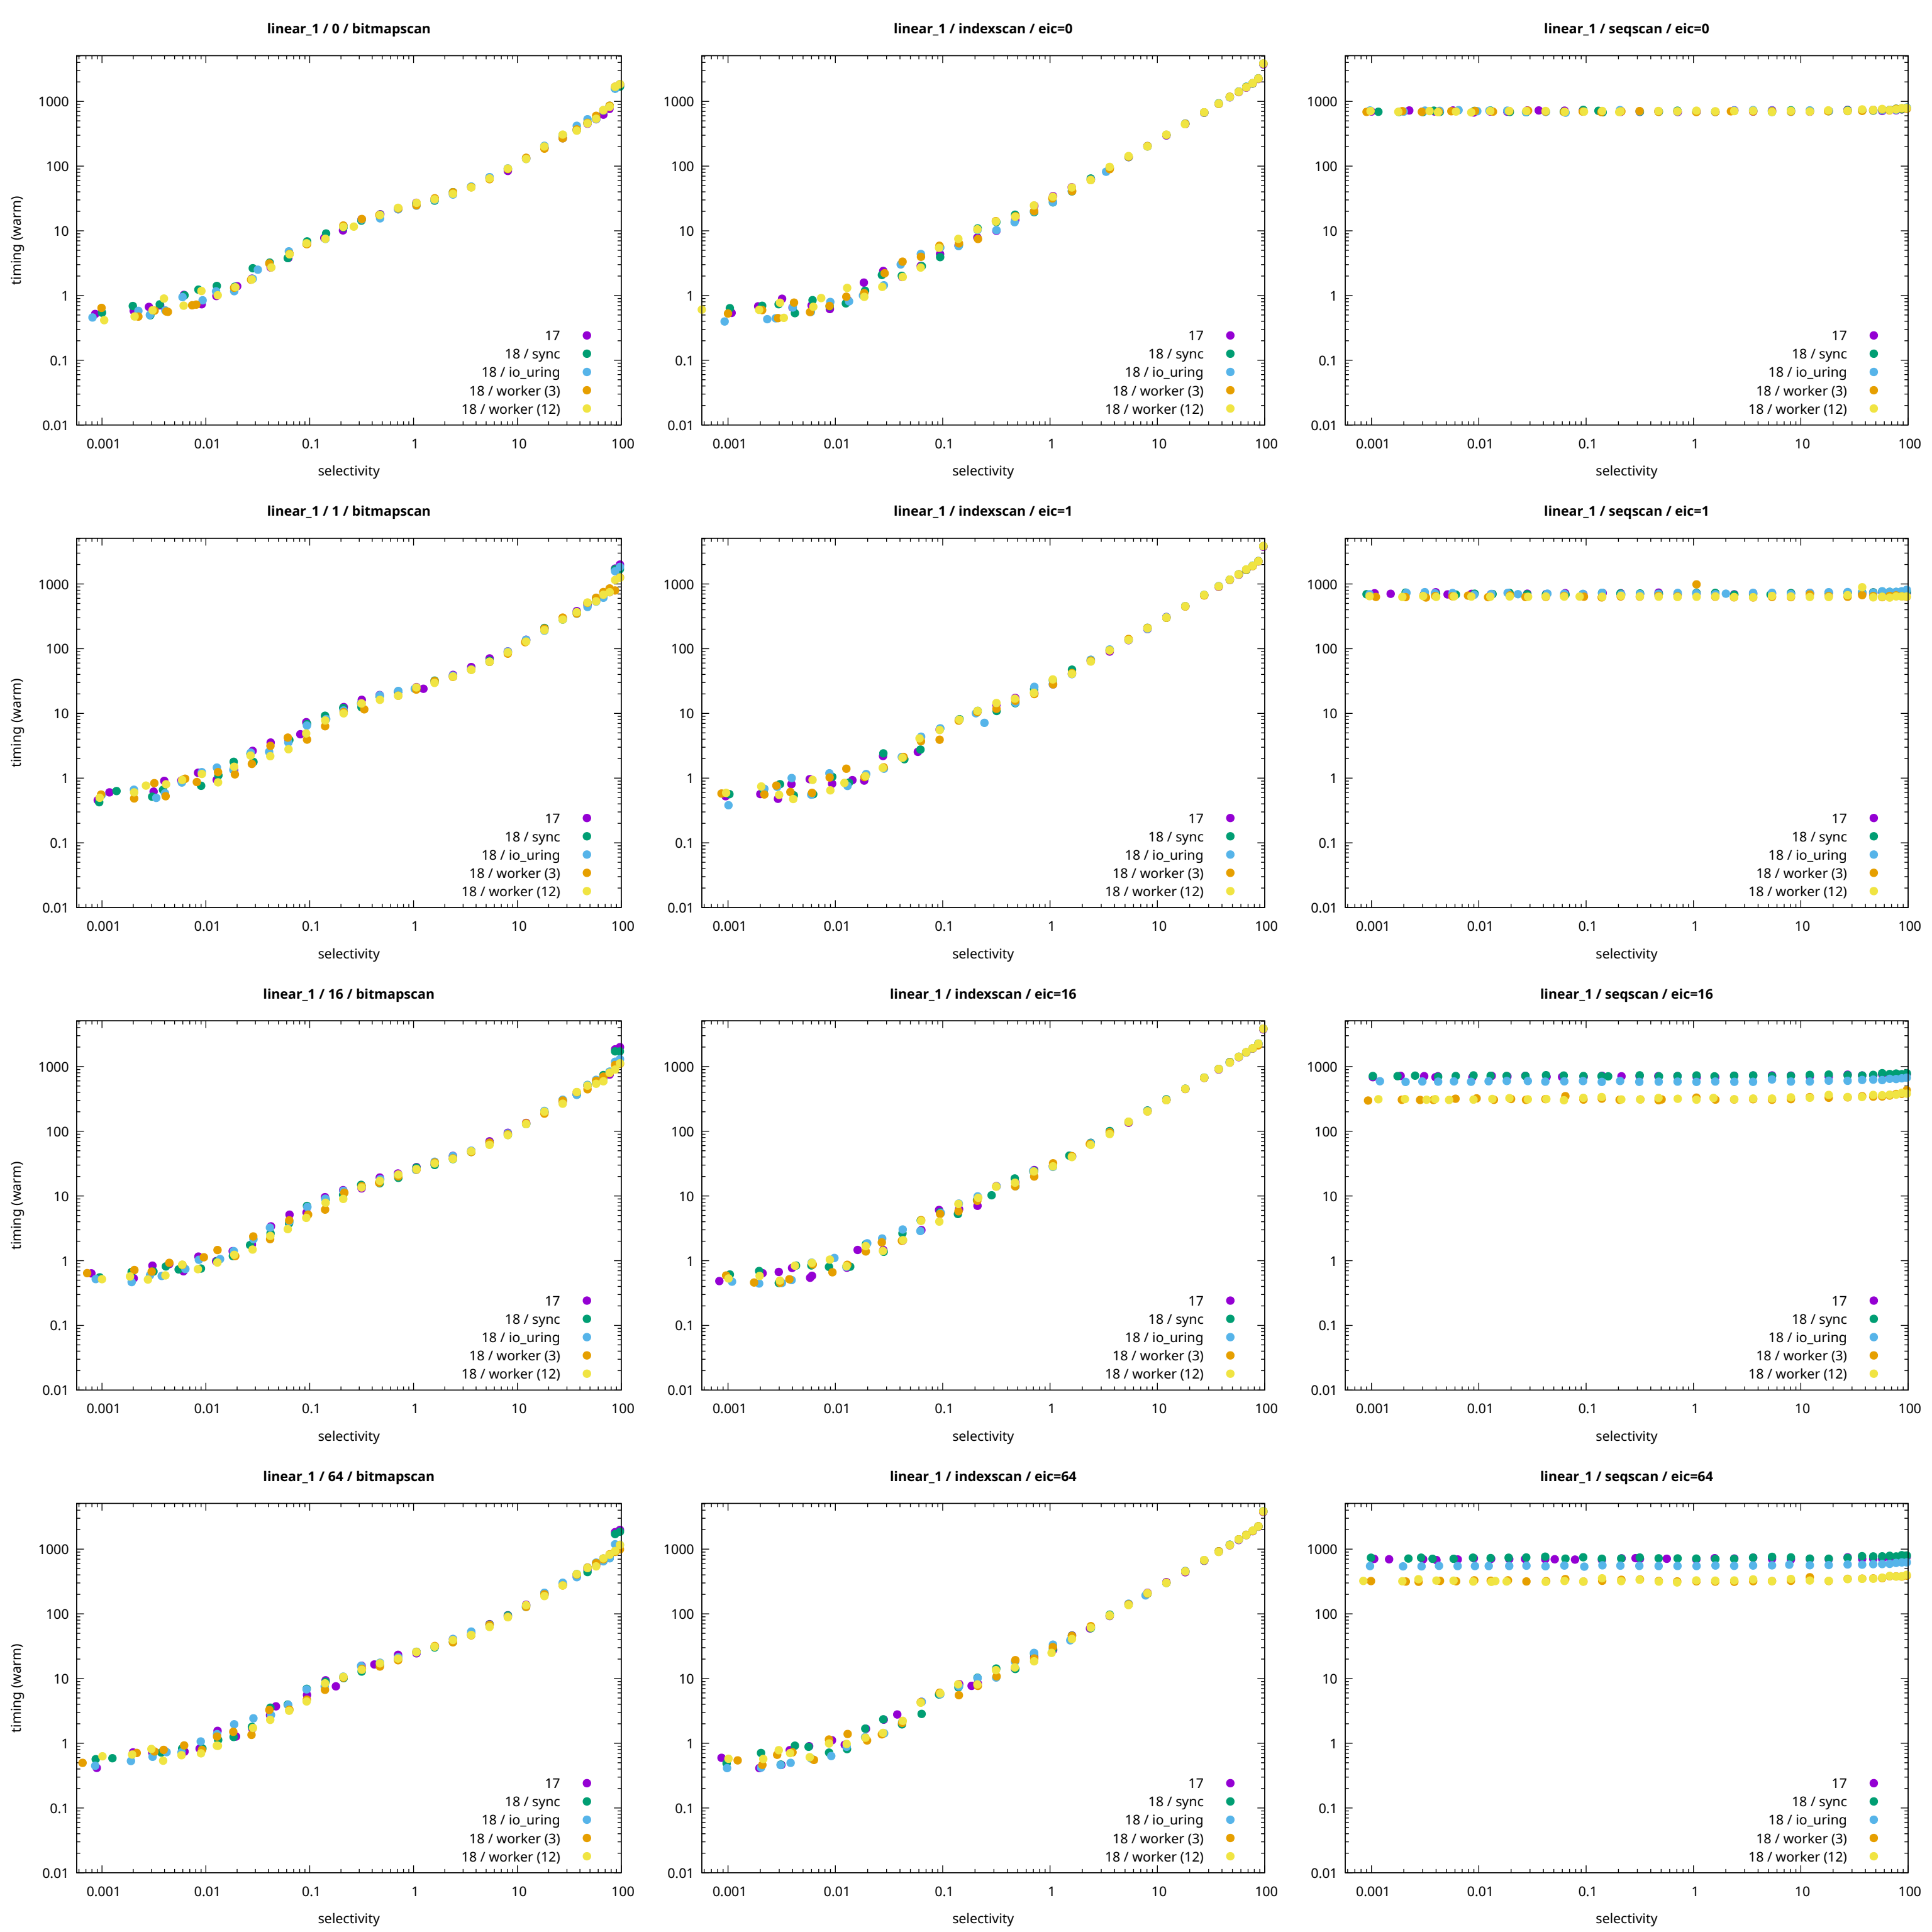 linear_1 / 0 / bitmapscan
timing (warm)
1000
100
10
1
0.1
0.01
17
18 / sync
18 / io_uring
18 / worker (3)
18 / worker (12)
0.001 0.01 0.1 1 10 100
selectivity
linear_1 / indexscan / eic=0
1000
100
10
1
0.1
0.01
17
18 / sync
18 / io_uring
18 / worker (3)
18 / worker (12)
0.001 0.01 0.1 1 10 100
selectivity
linear_1 / seqscan / eic=0
1000
100
10
1
0.1
0.01
17
18 / sync
18 / io_uring
18 / worker (3)
18 / worker (12)
0.001 0.01 0.1 1 10 100
selectivity
linear_1 / 1 / bitmapscan
timing (warm)
1000
100
10
1
0.1
0.01
17
18 / sync
18 / io_uring
18 / worker (3)
18 / worker (12)
0.001 0.01 0.1 1 10 100
selectivity
linear_1 / indexscan / eic=1
1000
100
10
1
0.1
0.01
17
18 / sync
18 / io_uring
18 / worker (3)
18 / worker (12)
0.001 0.01 0.1 1 10 100
selectivity
linear_1 / seqscan / eic=1
1000
100
10
1
0.1
0.01
17
18 / sync
18 / io_uring
18 / worker (3)
18 / worker (12)
0.001 0.01 0.1 1 10 100
selectivity
linear_1 / 16 / bitmapscan
timing (warm)
1000
100
10
1
0.1
0.01
17
18 / sync
18 / io_uring
18 / worker (3)
18 / worker (12)
0.001 0.01 0.1 1 10 100
selectivity
linear_1 / indexscan / eic=16
1000
100
10
1
0.1
0.01
17
18 / sync
18 / io_uring
18 / worker (3)
18 / worker (12)
0.001 0.01 0.1 1 10 100
selectivity
linear_1 / seqscan / eic=16
1000
100
10
1
0.1
0.01
17
18 / sync
18 / io_uring
18 / worker (3)
18 / worker (12)
0.001 0.01 0.1 1 10 100
selectivity
linear_1 / 64 / bitmapscan
timing (warm)
1000
100
10
1
0.1
0.01
17
18 / sync
18 / io_uring
18 / worker (3)
18 / worker (12)
0.001 0.01 0.1 1 10 100
selectivity
linear_1 / indexscan / eic=64
1000
100
10
1
0.1
0.01
17
18 / sync
18 / io_uring
18 / worker (3)
18 / worker (12)
0.001 0.01 0.1 1 10 100
selectivity
linear_1 / seqscan / eic=64
1000
100
10
1
0.1
0.01
17
18 / sync
18 / io_uring
18 / worker (3)
18 / worker (12)
0.001 0.01 0.1 1 10 100
selectivity